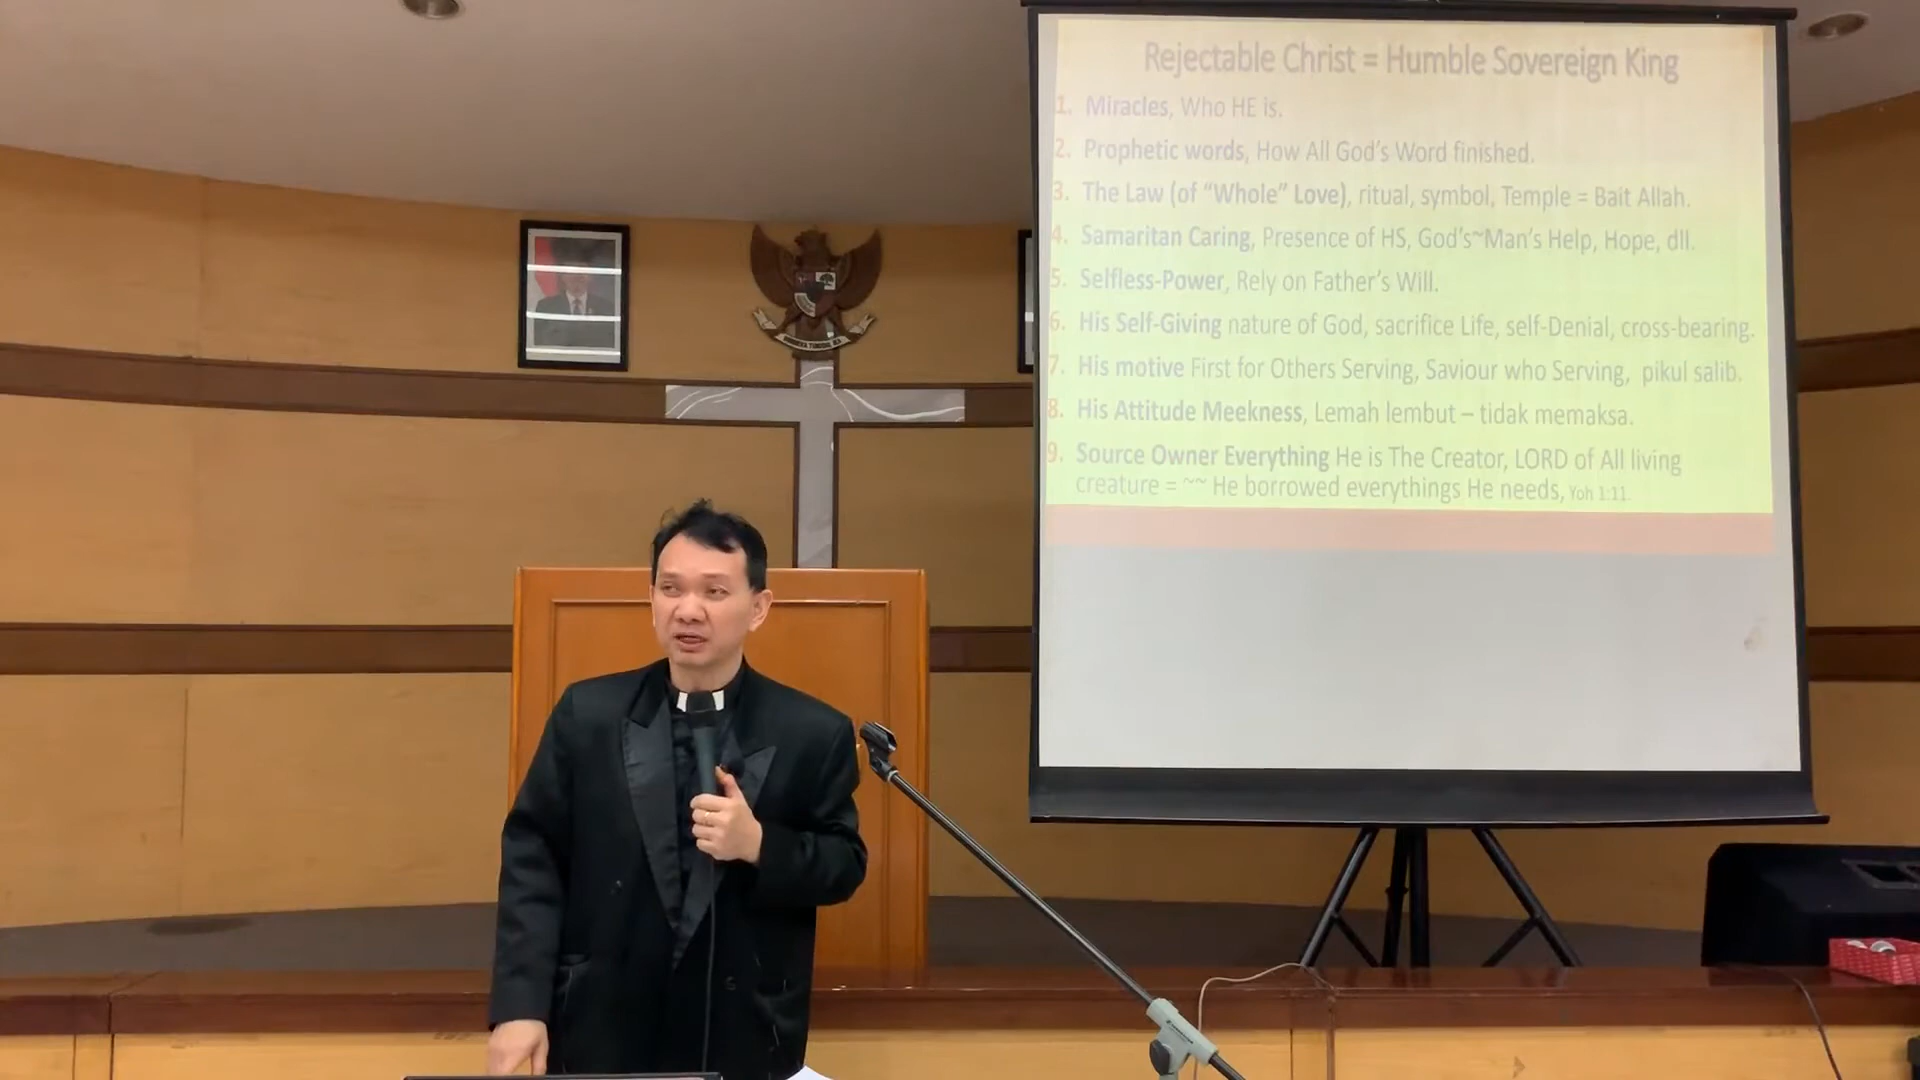 Rejectable Christ = Humble Sovereign King
1. Miracles, Who HE is.
2. Prophetic words, How All God's Word finished.
3. The Law (of "Whole" Love), ritual, symbol, Temple = Bait Allah.
4. Samaritan Caring, Presence of HS, God's~Man's Help, Hope, dll.
5. Selfless-Power, Rely on Father's Will.
6. His Self-Giving nature of God, sacrifice Life, self-Denial, cross-bearing.
7. His motive First for Others Serving, Saviour who Serving, pikul salib.
8. His Attitude Meekness, Lemah lembut – tidak memaksa.
9. Source Owner Everything He is The Creator, LORD of All living
creature = ~~ He borrowed everythings He needs, Yoh 1:11.